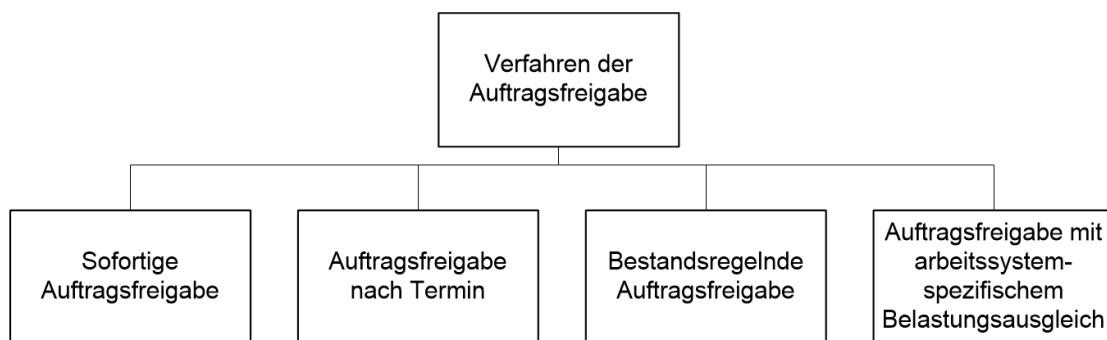 Verfahren der
Auftragsfreigabe
Sofortige
Auftragsfreigabe
Auftragsfreigabe
nach Termin
Bestandsregelnde
Auftragsfreigabe
Auftragsfreigabe mit
arbeitssystem-
spezifischem
Belastungsausgleich